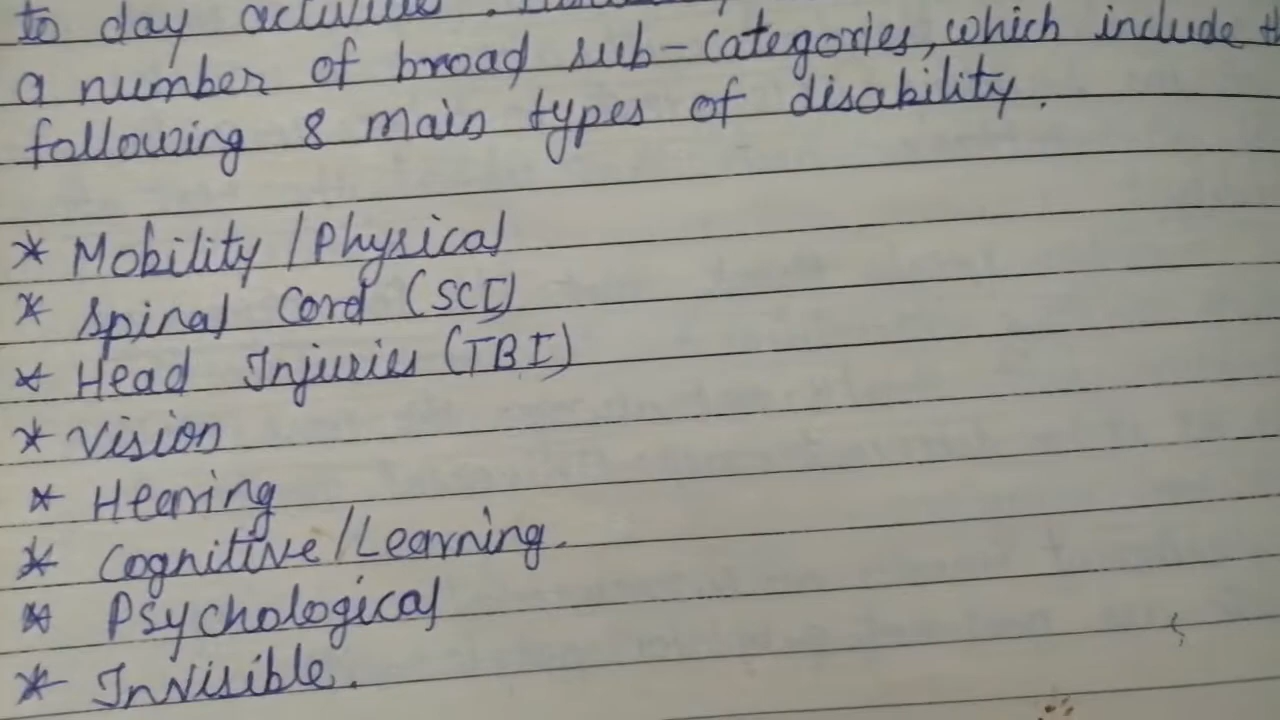 to day
a number of broad sub-categories, which include
following 8 main types of disability.
* Mobility / Physical
* Spinal Cord (SCI)
* Head Injuries (TBI)
* Vision
* Hearing
* Cognitive / Learning.
* Psychological
* Invisible.